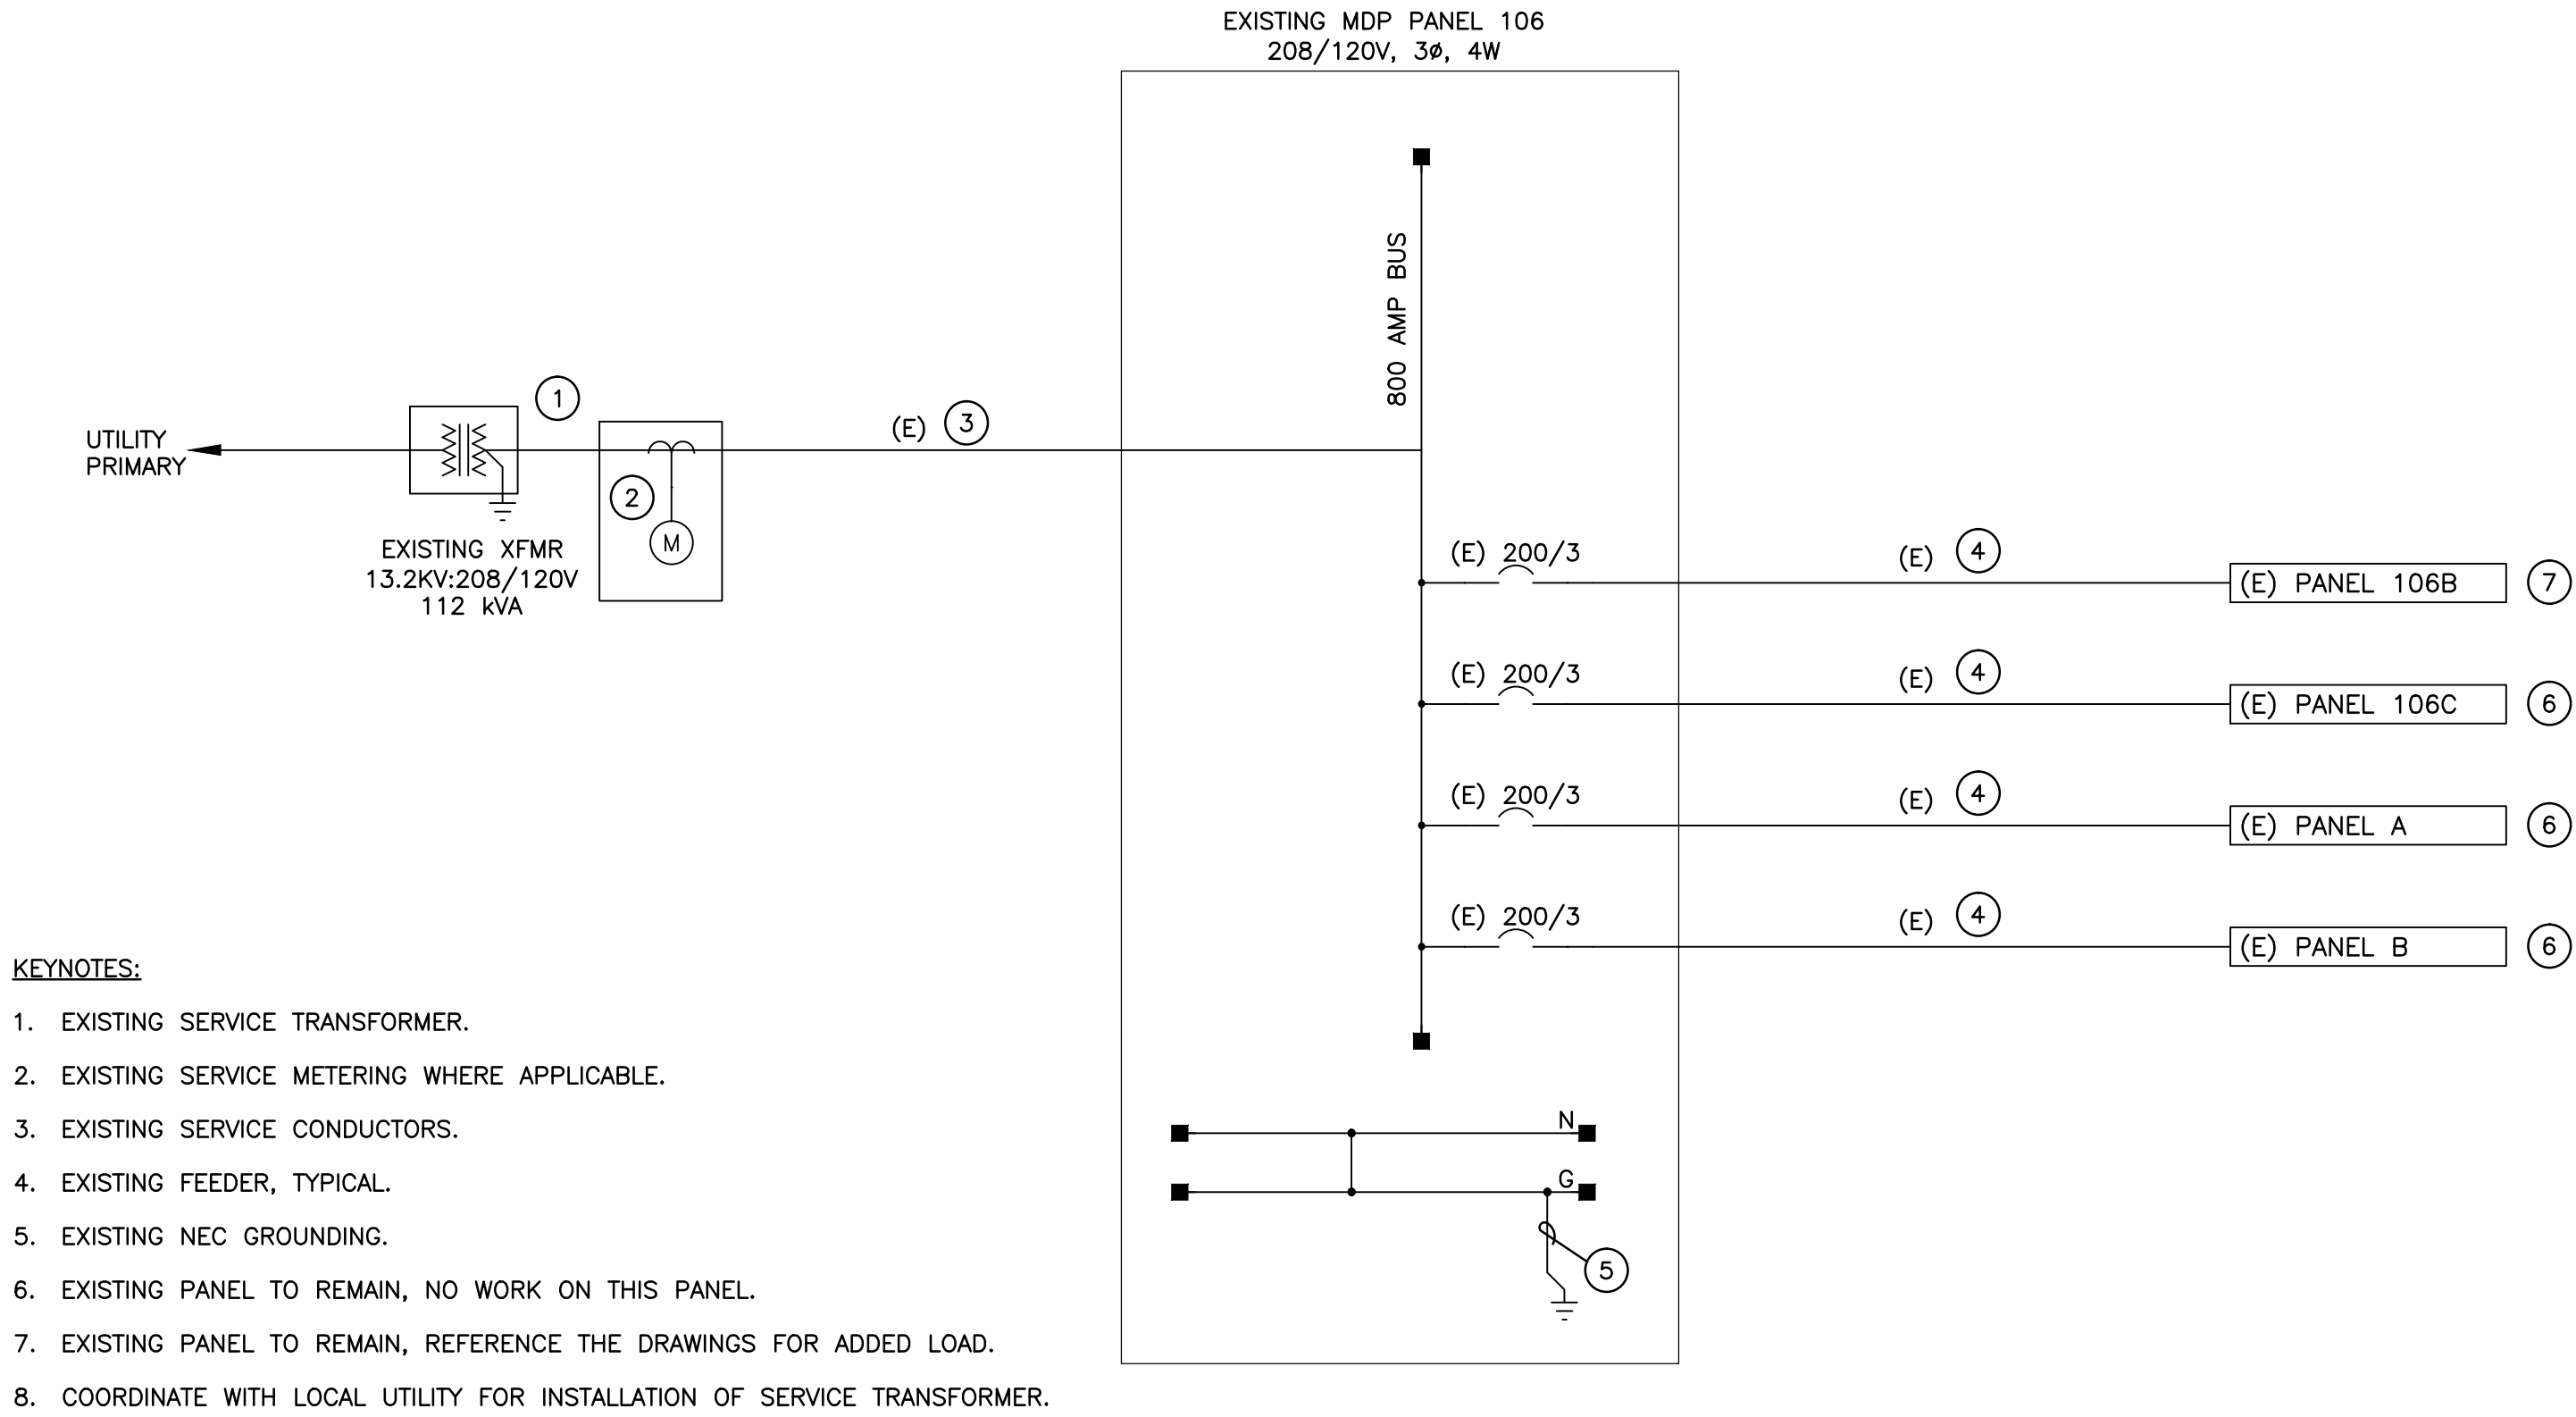 EXISTING MDP PANEL 106
208/120V, 3ø, 4W
800 AMP BUS
UTILITY
PRIMARY
1
2
M
EXISTING XFMR
13.2KV:208/120V
112 kVA
(E) 3
(E) 200/3
(E) 4
(E) PANEL 106B
7
(E) 200/3
(E) 4
(E) PANEL 106C
6
(E) 200/3
(E) 4
(E) PANEL A
6
(E) 200/3
(E) 4
(E) PANEL B
6
N
G
5
KEYNOTES:
1. EXISTING SERVICE TRANSFORMER.
2. EXISTING SERVICE METERING WHERE APPLICABLE.
3. EXISTING SERVICE CONDUCTORS.
4. EXISTING FEEDER, TYPICAL.
5. EXISTING NEC GROUNDING.
6. EXISTING PANEL TO REMAIN, NO WORK ON THIS PANEL.
7. EXISTING PANEL TO REMAIN, REFERENCE THE DRAWINGS FOR ADDED LOAD.
8. COORDINATE WITH LOCAL UTILITY FOR INSTALLATION OF SERVICE TRANSFORMER.